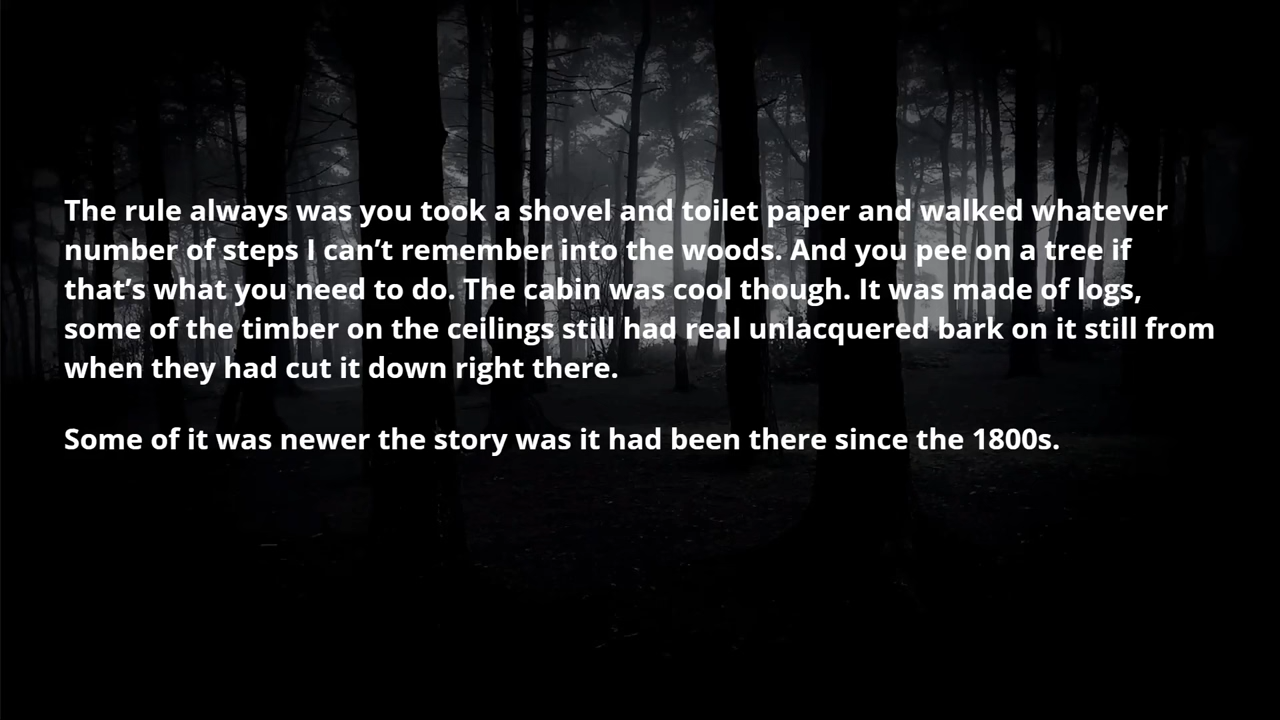 The rule always was you took a shovel and toilet paper and walked whatever
number of steps I can’t remember into the woods. And you pee on a tree if
that’s what you need to do. The cabin was cool though. It was made of logs,
some of the timber on the ceilings still had real unlacquered bark on it still from
when they had cut it down right there.
Some of it was newer the story was it had been there since the 1800s.